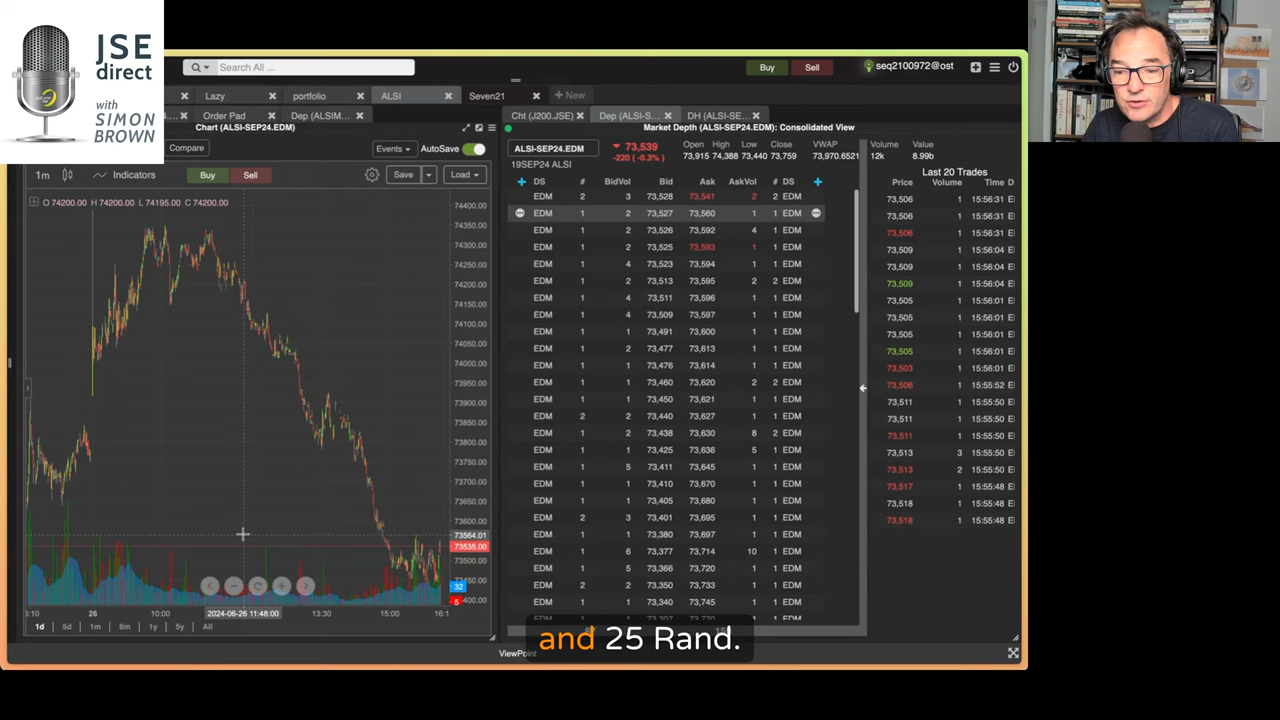 JSE
direct
with
SIMON
BROWN
Search All ...
Buy
Sell
seq2100972@ost
Lazy
portfolio
ALSI
Seven21
+ New
Order Pad
Dep (ALSIM...
Cht (J200.JSE)
Dep (ALSI-S...
DH (ALSI-SE...
Chart (ALSI-SEP24.EDM)
Market Depth (ALSI-SEP24.EDM): Consolidated View
Compare
Events
AutoSave
ALSI-SEP24.EDM
19SEP24 ALSI
73,539
-220 ( -0.3%)
Open High Low Close VWAP Volume Value
73,915 74,388 73,440 73,759 73,970.6521 12k 8.99b
1m
Indicators
Buy
Sell
Save
Load
O 74200.00 H 74200.00 L 74195.00 C 74200.00
DS # BidVol Bid Ask AskVol # DS
EDM 2 3 73,528 73,541 2 2 EDM
EDM 1 2 73,527 73,560 1 1 EDM
EDM 1 2 73,526 73,592 4 1 EDM
EDM 1 2 73,525 73,593 1 1 EDM
EDM 1 4 73,523 73,594 1 1 EDM
EDM 1 2 73,513 73,595 2 2 EDM
EDM 1 4 73,511 73,596 1 1 EDM
EDM 1 4 73,509 73,597 1 1 EDM
EDM 1 1 73,491 73,600 1 1 EDM
EDM 1 2 73,477 73,613 1 1 EDM
EDM 1 1 73,476 73,614 1 1 EDM
EDM 1 1 73,460 73,620 2 2 EDM
EDM 1 1 73,450 73,621 1 1 EDM
EDM 2 2 73,440 73,627 1 1 EDM
EDM 1 2 73,438 73,630 8 2 EDM
EDM 1 1 73,425 73,636 5 1 EDM
EDM 1 5 73,411 73,645 1 1 EDM
EDM 1 1 73,410 73,670 1 1 EDM
EDM 1 1 73,405 73,680 1 1 EDM
EDM 2 3 73,401 73,695 1 1 EDM
EDM 1 1 73,380 73,697 1 1 EDM
EDM 1 6 73,377 73,714 10 1 EDM
EDM 1 5 73,366 73,720 1 1 EDM
EDM 2 2 73,350 73,733 1 1 EDM
EDM 1 1 73,340 73,745 1 1 EDM
Last 20 Trades
Price Volume Time D
73,506 1 15:56:31 E
73,506 1 15:56:31 E
73,506 1 15:56:31 E
73,509 1 15:56:04 E
73,509 1 15:56:04 E
73,509 1 15:56:04 E
73,505 1 15:56:01 E
73,505 1 15:56:01 E
73,505 1 15:56:01 E
73,505 1 15:56:01 E
73,503 1 15:56:01 E
73,506 1 15:55:52 E
73,511 1 15:55:50 E
73,511 1 15:55:50 E
73,511 1 15:55:50 E
73,513 3 15:55:50 E
73,513 2 15:55:50 E
73,517 1 15:55:48 E
73,518 1 15:55:48 E
73,518 1 15:55:48 E
74400.00
74350.00
74300.00
74250.00
74200.00
74150.00
74100.00
74050.00
74000.00
73950.00
73900.00
73850.00
73800.00
73750.00
73700.00
73650.00
73600.00
73564.01
73535.00
73500.00
73450.00
32
5
26 10:00 2024-06-26 11:48:00 13:30 15:00 16:1
1d 5d 1m 6m 1y 5y All
and 25 Rand.